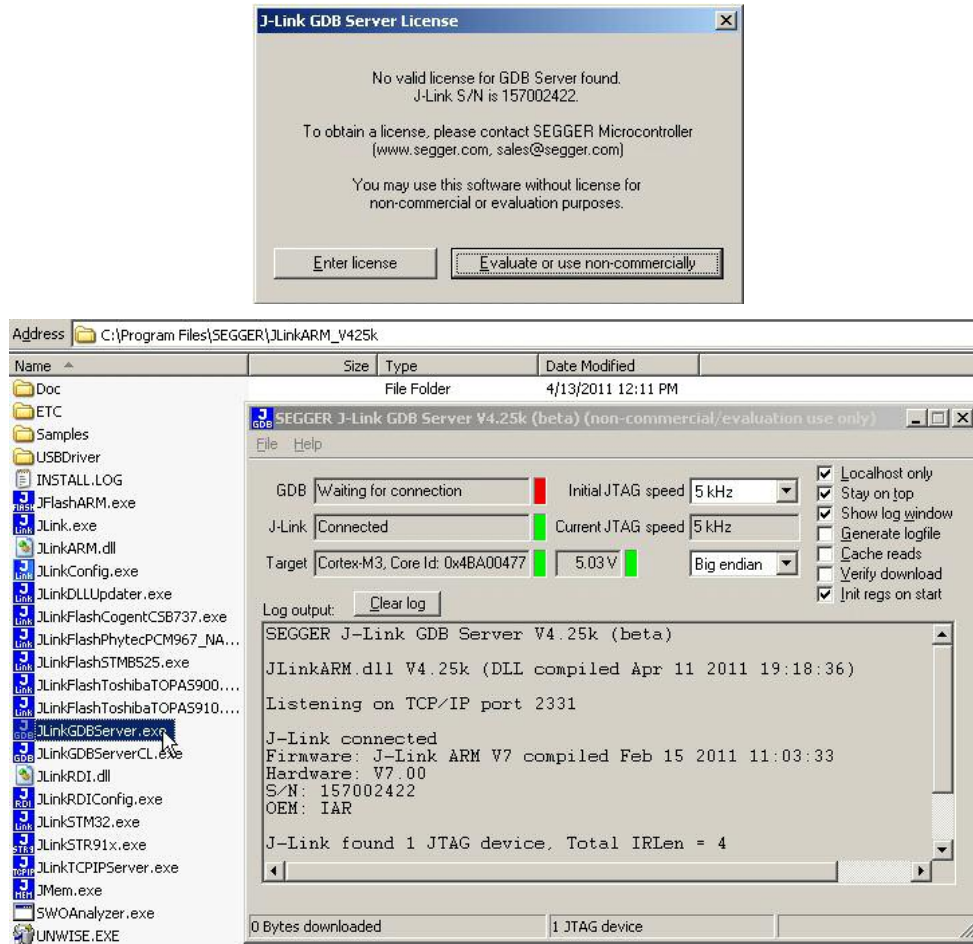 J-Link GDB Server License
No valid license for GDB Server found.
J-Link S/N is 157002422.
To obtain a license, please contact SEGGER Microcontroller
(www.segger.com, sales@segger.com)
You may use this software without license for
non-commercial or evaluation purposes.
Enter license
Evaluate or use non-commercially
Address C:\Program Files\SEGGER\JLinkARM_V425k
Name Size Type Date Modified
Doc File Folder 4/13/2011 12:11 PM
ETC
Samples
USBDriver
INSTALL.LOG
JFlashARM.exe
JLink.exe
JLinkARM.dll
JLinkConfig.exe
JLinkDLLUpdater.exe
JLinkFlashCogentCSB737.exe
JLinkFlashPhytecPCM967_NA...
JLinkFlashSTMB525.exe
JLinkFlashToshibaTOPAS900....
JLinkFlashToshibaTOPAS910....
JLinkGDBServer.exe
JLinkGDBServerCL.exe
JLinkRDI.dll
JLinkRDIConfig.exe
JLinkSTM32.exe
JLinkSTR91x.exe
JLinkTCPIPServer.exe
JMem.exe
SWOAnalyzer.exe
UNWISE.EXE
SEGGER J-Link GDB Server V4.25k (beta) (non-commercial/evaluation use only)
File Help
GDB Waiting for connection Initial JTAG speed 5 kHz
J-Link Connected Current JTAG speed 5 kHz
Target Cortex-M3, Core Id: 0x4BA00477 5.03 V Big endian
Localhost only
Stay on top
Show log window
Generate logfile
Cache reads
Verify download
Init regs on start
Log output: Clear log
SEGGER J-Link GDB Server V4.25k (beta)
JLinkARM.dll V4.25k (DLL compiled Apr 11 2011 19:18:36)
Listening on TCP/IP port 2331
J-Link connected
Firmware: J-Link ARM V7 compiled Feb 15 2011 11:03:33
Hardware: V7.00
S/N: 157002422
OEM: IAR
J-Link found 1 JTAG device, Total IRLen = 4
0 Bytes downloaded 1 JTAG device